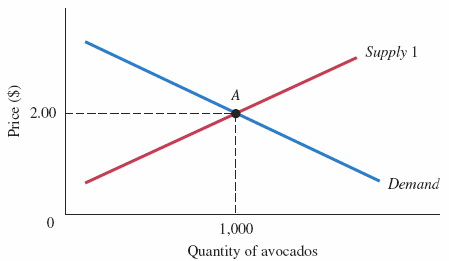 Supply 1
A
Price ($)
2.00
Demand
0
1,000
Quantity of avocados